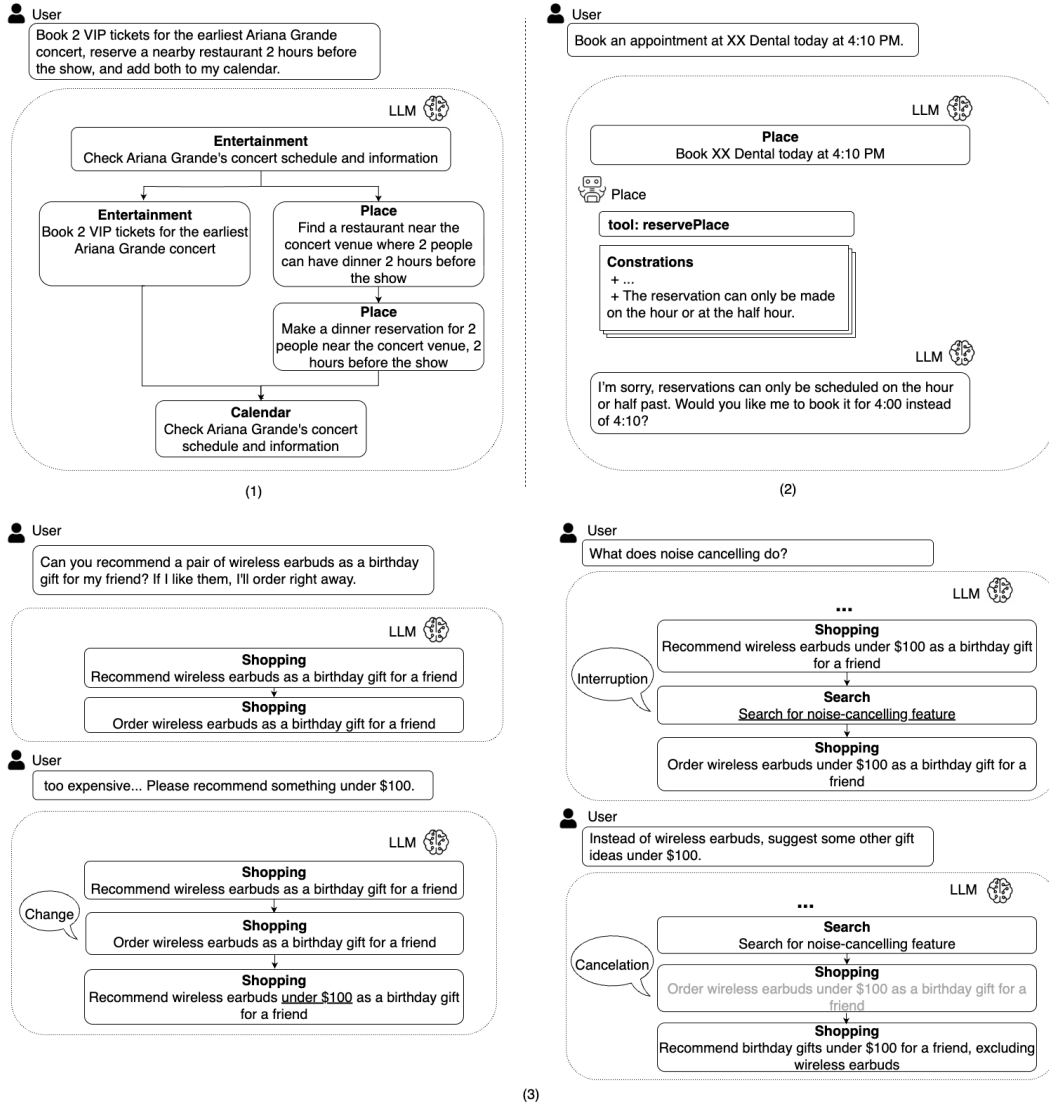 User
Book 2 VIP tickets for the earliest Ariana Grande
concert, reserve a nearby restaurant 2 hours before
the show, and add both to my calendar.
LLM
Entertainment
Check Ariana Grande's concert schedule and information
Entertainment
Book 2 VIP tickets for the earliest
Ariana Grande concert
Place
Find a restaurant near the
concert venue where 2 people
can have dinner 2 hours before
the show
Place
Make a dinner reservation for 2
people near the concert venue, 2
hours before the show
Calendar
Check Ariana Grande's concert
schedule and information
(1)
User
Book an appointment at XX Dental today at 4:10 PM.
LLM
Place
Book XX Dental today at 4:10 PM
Place
tool: reservePlace
Constrations
+ ...
+ The reservation can only be made
on the hour or at the half hour.
LLM
I'm sorry, reservations can only be scheduled on the hour
or half past. Would you like me to book it for 4:00 instead
of 4:10?
(2)
User
Can you recommend a pair of wireless earbuds as a birthday
gift for my friend? If I like them, I'll order right away.
LLM
Shopping
Recommend wireless earbuds as a birthday gift for a friend
Shopping
Order wireless earbuds as a birthday gift for a friend
User
too expensive... Please recommend something under $100.
LLM
Shopping
Recommend wireless earbuds as a birthday gift for a friend
Change
Shopping
Order wireless earbuds as a birthday gift for a friend
Shopping
Recommend wireless earbuds under $100 as a birthday gift
for a friend
User
What does noise cancelling do?
LLM
...
Shopping
Recommend wireless earbuds under $100 as a birthday gift
for a friend
Interruption
Search
Search for noise-cancelling feature
Shopping
Order wireless earbuds under $100 as a birthday gift for a
friend
User
Instead of wireless earbuds, suggest some other gift
ideas under $100.
LLM
...
Search
Search for noise-cancelling feature
Cancelation
Shopping
Order wireless earbuds under $100 as a birthday gift for a
friend
Shopping
Recommend birthday gifts under $100 for a friend, excluding
wireless earbuds
(3)